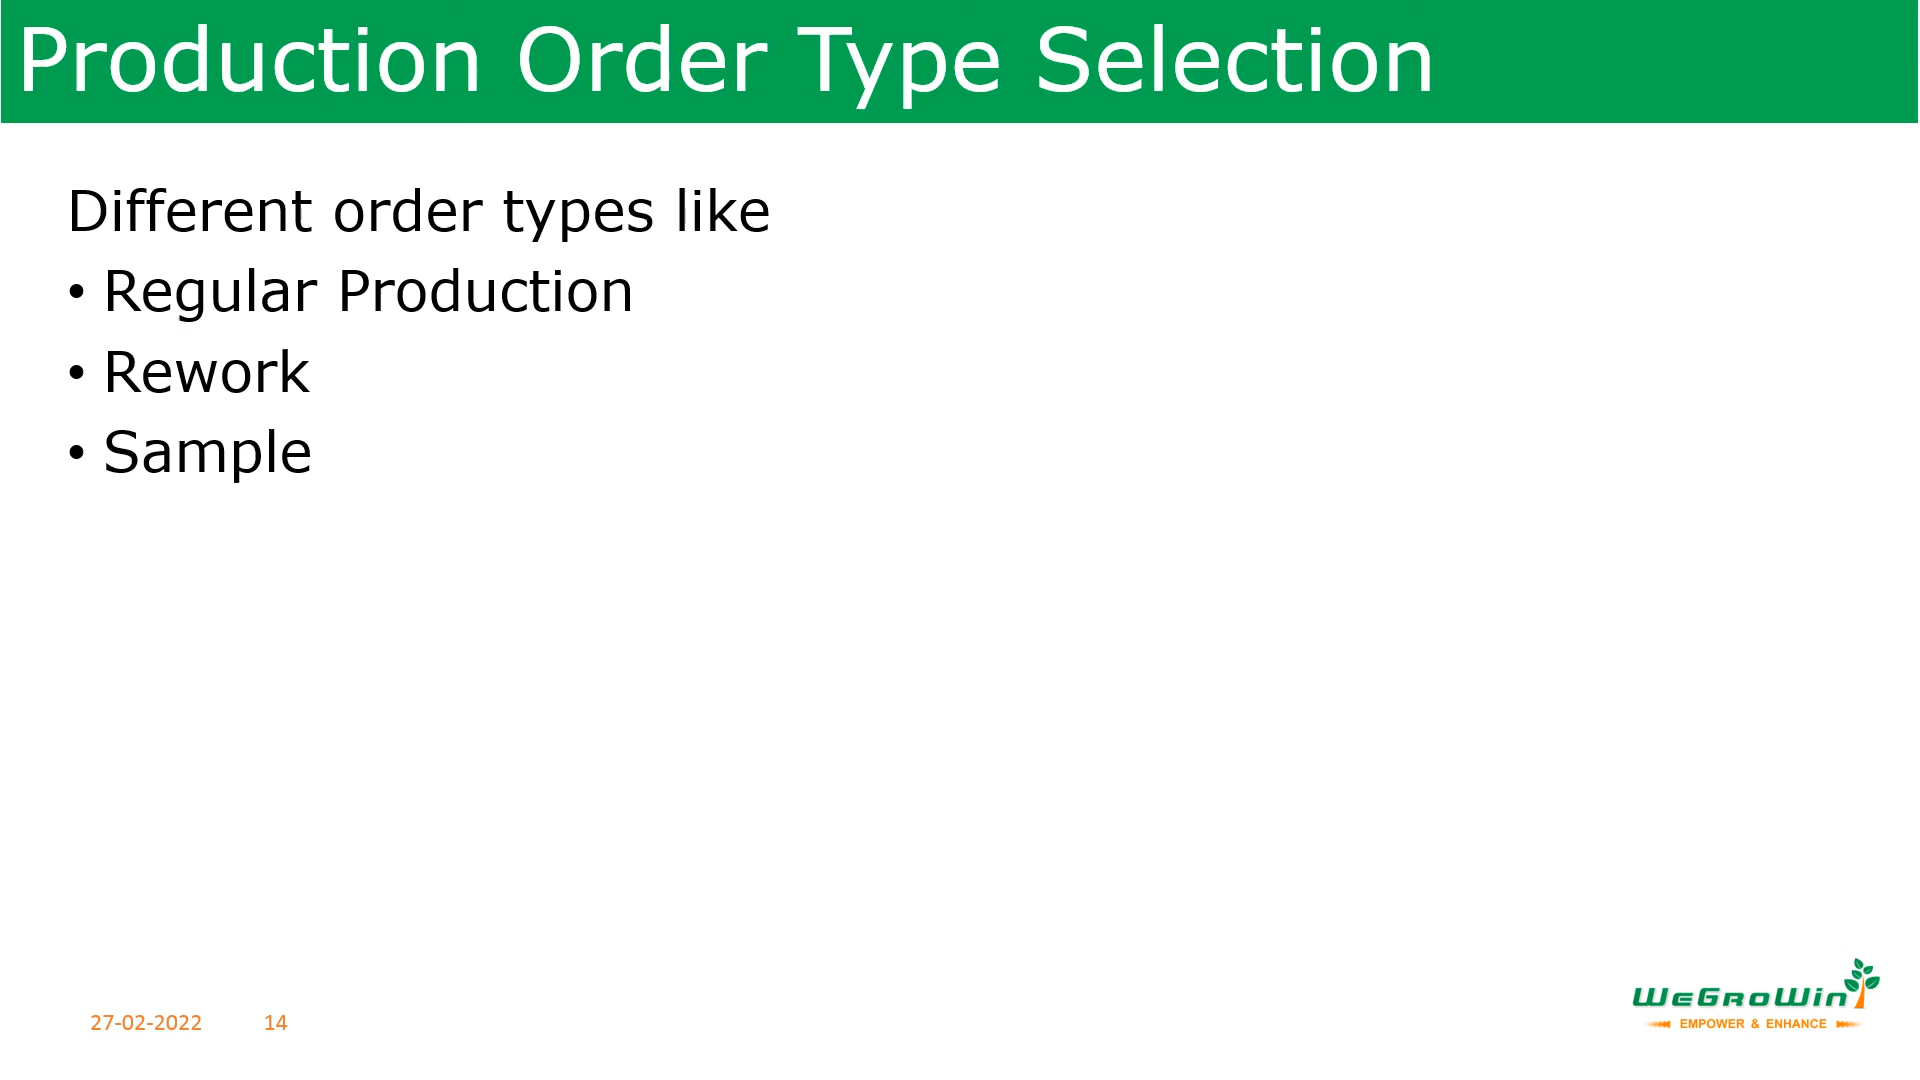 Production Order Type Selection
Different order types like
• Regular Production
• Rework
• Sample
27-02-2022 14
WeGroWin
EMPOWER & ENHANCE